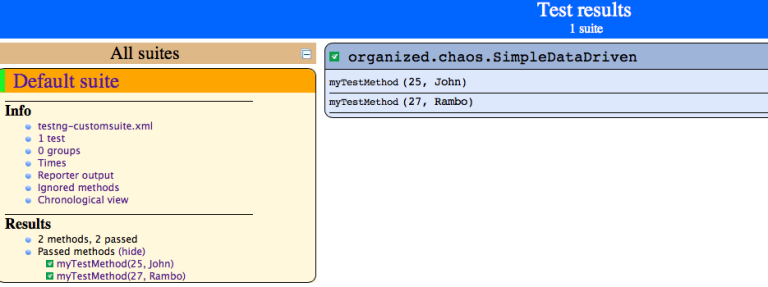 Test results
1 suite
All suites
Default suite
Info
testng-customsuite.xml
1 test
0 groups
Times
Reporter output
Ignored methods
Chronological view
Results
2 methods, 2 passed
Passed methods (hide)
myTestMethod(25, John)
myTestMethod(27, Rambo)
organized.chaos.SimpleDataDriven
myTestMethod (25, John)
myTestMethod (27, Rambo)